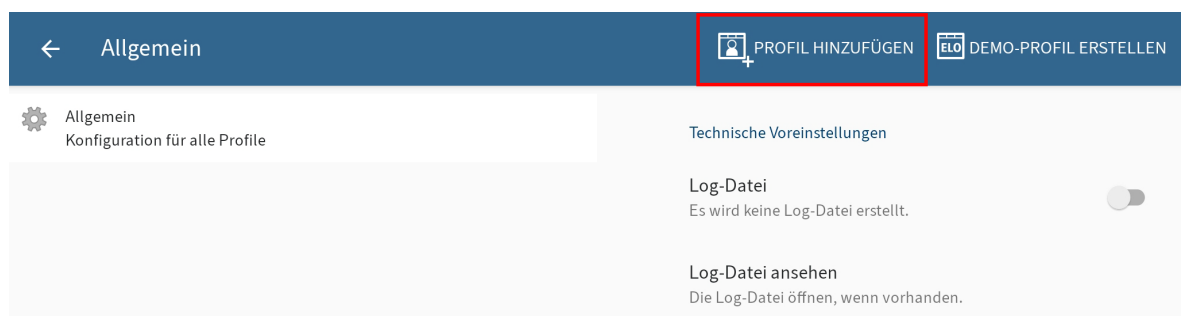 Allgemein
PROFIL HINZUFÜGEN
ELO DEMO-PROFIL ERSTELLEN
Allgemein
Konfiguration für alle Profile
Technische Voreinstellungen
Log-Datei
Es wird keine Log-Datei erstellt.
Log-Datei ansehen
Die Log-Datei öffnen, wenn vorhanden.